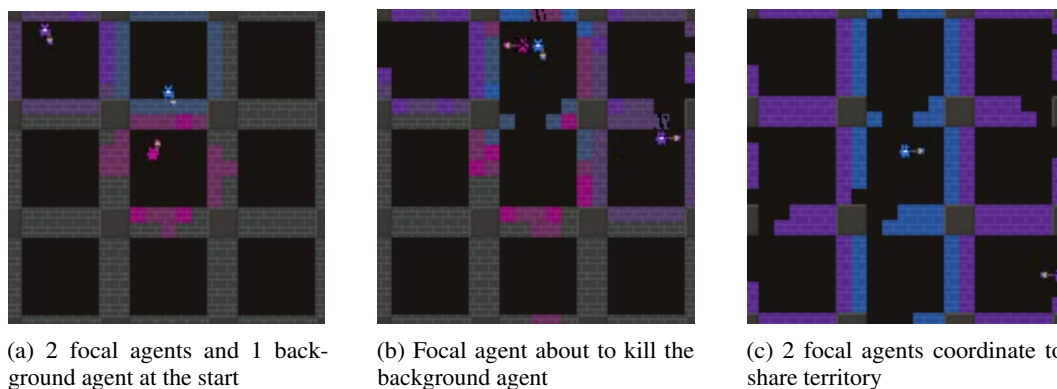 (a) 2 focal agents and 1 back-
ground agent at the start
(b) Focal agent about to kill the
background agent
(c) 2 focal agents coordinate to
share territory